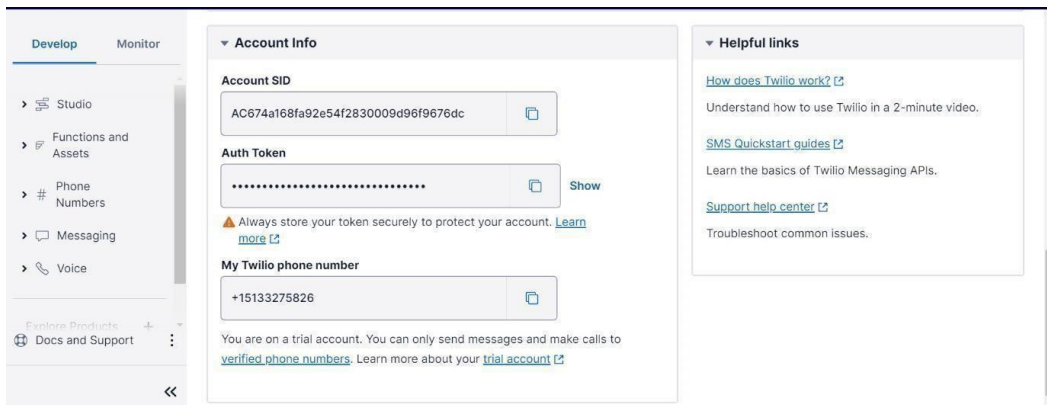 Develop Monitor
Studio
Functions and
Assets
Phone
Numbers
Messaging
Voice
Explore Products +
Docs and Support
Account Info
Account SID
AC674a168fa92e54f2830009d96f9676dc
Auth Token
••••••••••••••••••••••••••••••••
Show
Always store your token securely to protect your account. Learn
more
My Twilio phone number
+15133275826
You are on a trial account. You can only send messages and make calls to
verified phone numbers. Learn more about your trial account
Helpful links
How does Twilio work?
Understand how to use Twilio in a 2-minute video.
SMS Quickstart guides
Learn the basics of Twilio Messaging APIs.
Support help center
Troubleshoot common issues.